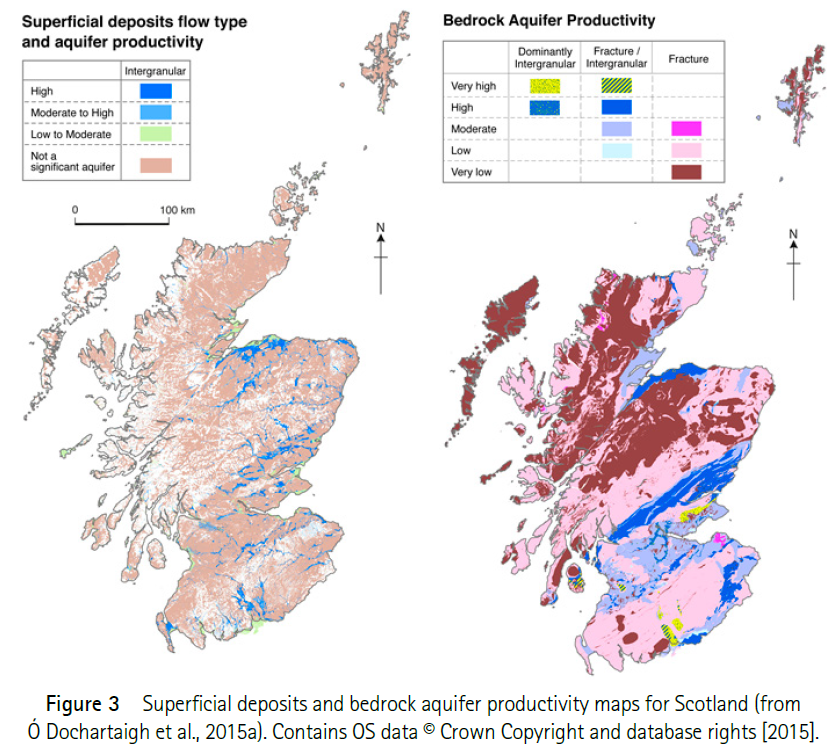 Superficial deposits flow type
and aquifer productivity
Intergranular
High
Moderate to High
Low to Moderate
Not a
significant aquifer
0 100 km
N
Bedrock Aquifer Productivity
Dominantly
Intergranular
Fracture /
Intergranular
Fracture
Very high
High
Moderate
Low
Very low
N
Figure 3 Superficial deposits and bedrock aquifer productivity maps for Scotland (from
Ó Dochartaigh et al., 2015a). Contains OS data © Crown Copyright and database rights [2015].